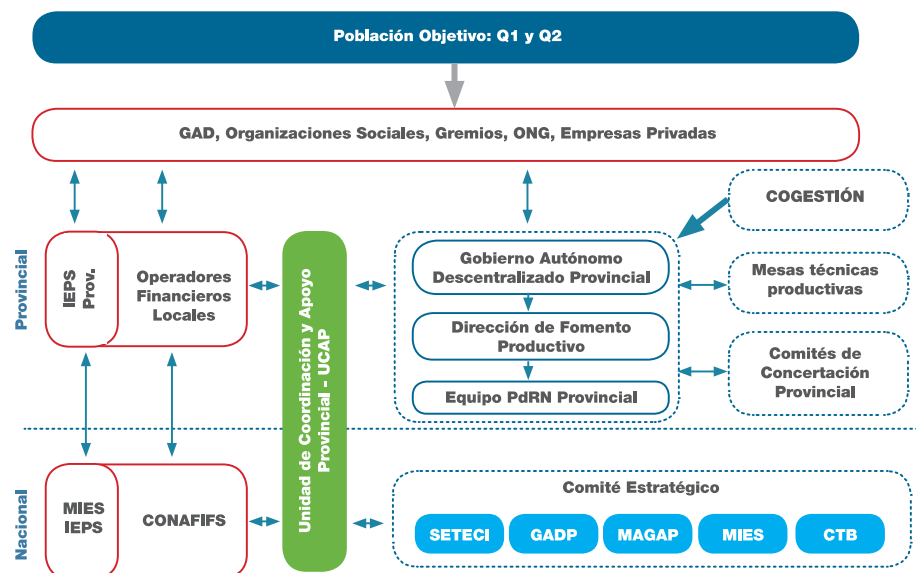 Población Objetivo: Q1 y Q2
GAD, Organizaciones Sociales, Gremios, ONG, Empresas Privadas
Provincial
IEPS
Prov.
Operadores
Financieros
Locales
Unidad de Coordinación y Apoyo
Provincial - UCAP
Gobierno Autónomo
Descentralizado Provincial
Dirección de Fomento
Productivo
Equipo PdRN Provincial
COGESTIÓN
Mesas técnicas
productivas
Comités de
Concertación
Provincial
Nacional
MIES
IEPS
CONAFIFS
Comité Estratégico
SETECI
GADP
MAGAP
MIES
CTB